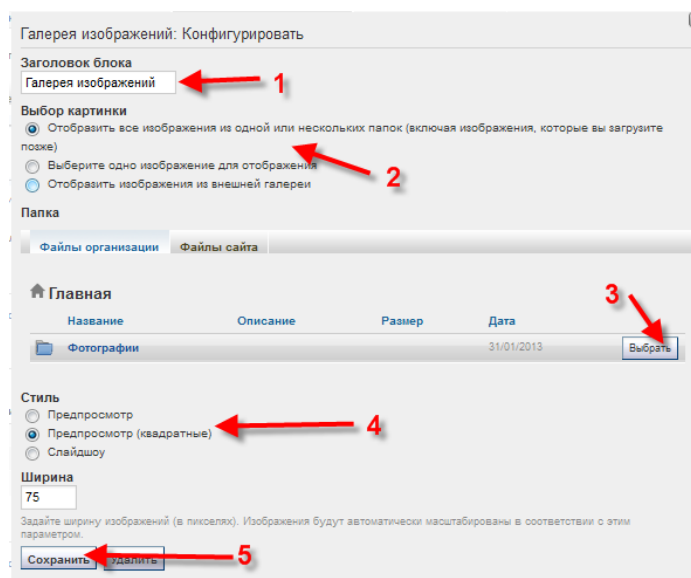 Галерея изображений: Конфигурировать
Заголовок блока
Галерея изображений
1
Выбор картинки
Отобразить все изображения из одной или нескольких папок (включая изображения, которые вы загрузите
позже)
Выберите одно изображение для отображения
2
Отобразить изображения из внешней галереи
Папка
Файлы организации Файлы сайта
Главная
3
Название Описание Размер Дата
Фотографии 31/01/2013 Выбрать
Стиль
Предпросмотр
4
Предпросмотр (квадратные)
Слайдшоу
Ширина
75
Задайте ширину изображений (в пикселях). Изображения будут автоматически масштабированы в соответствии с этим
параметром.
Сохранить Удалить 5